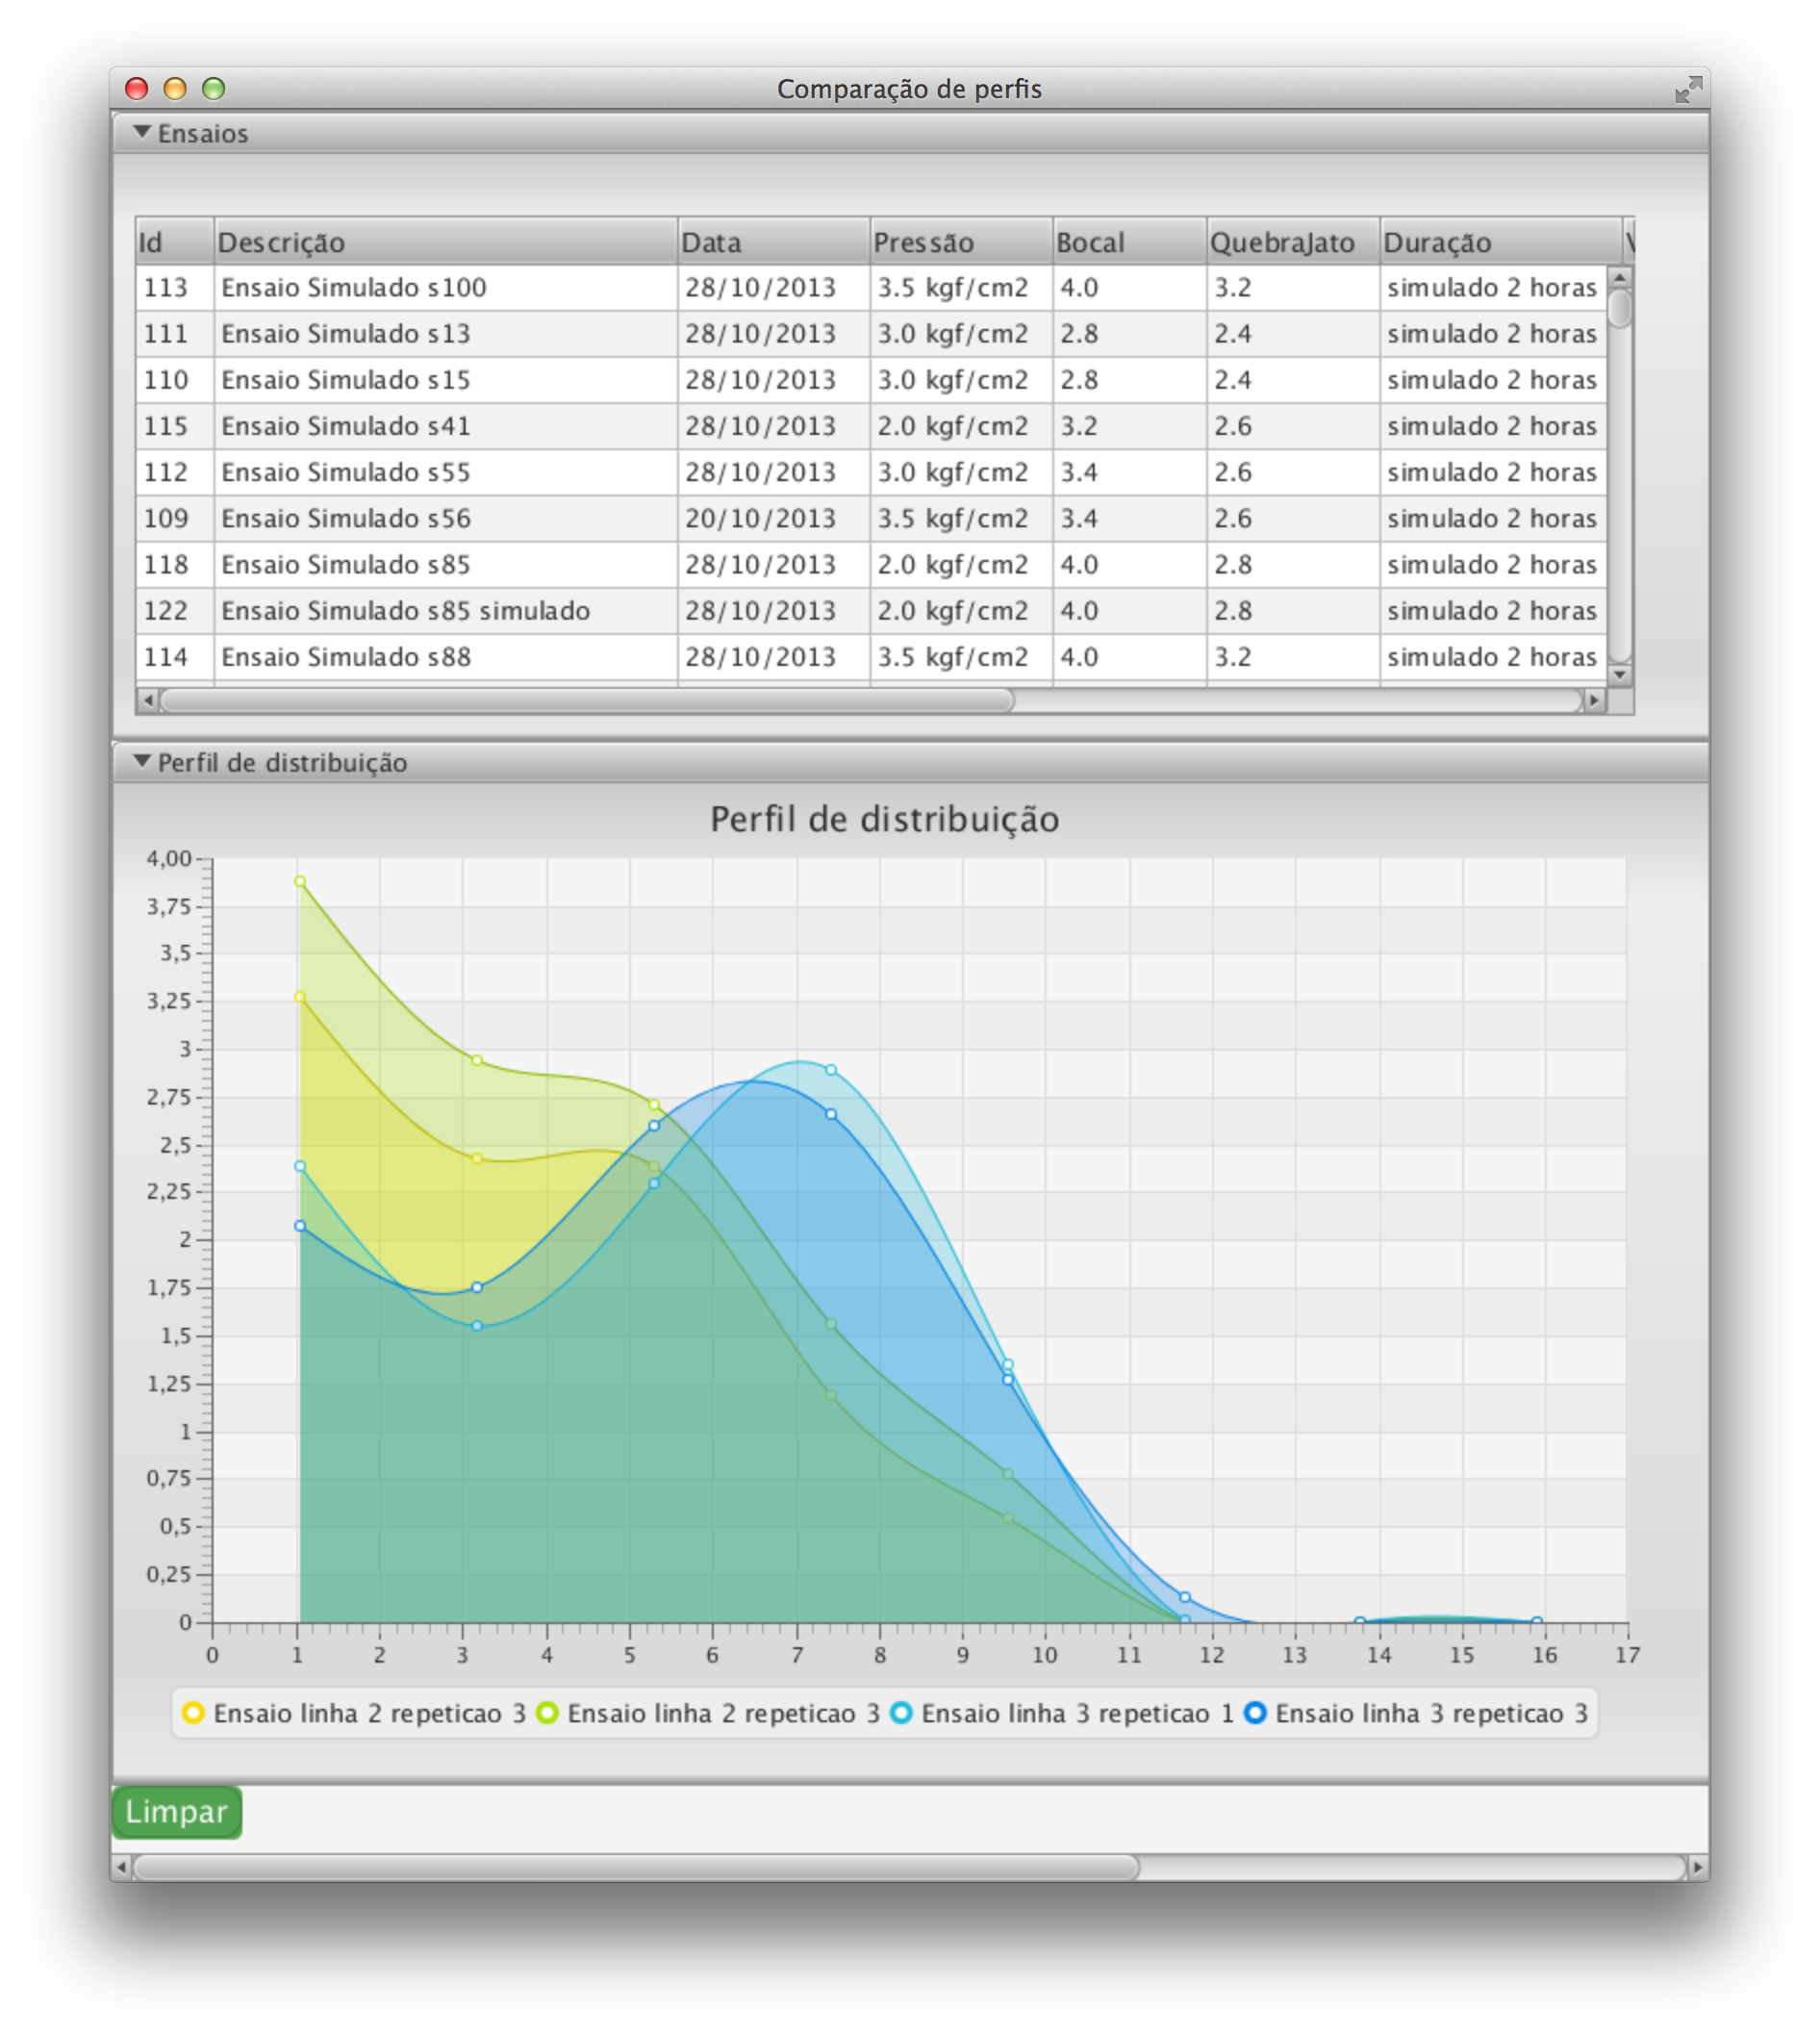 Comparação de perfis
Ensaios
Id Descrição Data Pressão Bocal QuebraJato Duração
113 Ensaio Simulado s100 28/10/2013 3.5 kgf/cm2 4.0 3.2 simulado 2 horas
111 Ensaio Simulado s13 28/10/2013 3.0 kgf/cm2 2.8 2.4 simulado 2 horas
110 Ensaio Simulado s15 28/10/2013 3.0 kgf/cm2 2.8 2.4 simulado 2 horas
115 Ensaio Simulado s41 28/10/2013 2.0 kgf/cm2 3.2 2.6 simulado 2 horas
112 Ensaio Simulado s55 28/10/2013 3.0 kgf/cm2 3.4 2.6 simulado 2 horas
109 Ensaio Simulado s56 20/10/2013 3.5 kgf/cm2 3.4 2.6 simulado 2 horas
118 Ensaio Simulado s85 28/10/2013 2.0 kgf/cm2 4.0 2.8 simulado 2 horas
122 Ensaio Simulado s85 simulado 28/10/2013 2.0 kgf/cm2 4.0 2.8 simulado 2 horas
114 Ensaio Simulado s88 28/10/2013 3.5 kgf/cm2 4.0 3.2 simulado 2 horas
Perfil de distribuição
Perfil de distribuição
4,00
3,75
3,5
3,25
3
2,75
2,5
2,25
2
1,75
1,5
1,25
1
0,75
0,5
0,25
0
0 1 2 3 4 5 6 7 8 9 10 11 12 13 14 15 16 17
Ensaio linha 2 repeticao 3 Ensaio linha 2 repeticao 3 Ensaio linha 3 repeticao 1 Ensaio linha 3 repeticao 3
Limpar